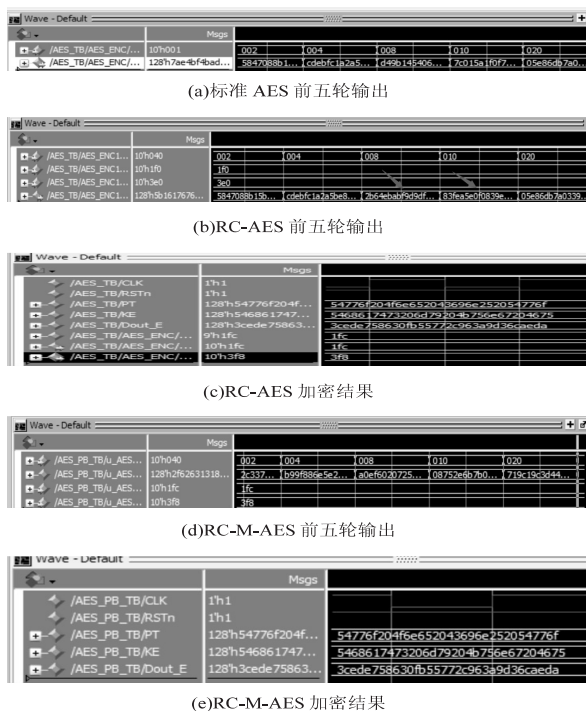 Wave - Default
Msgs
/AES_TB/AES_ENC/... 10'h001 002 004 008 010 020
/AES_TB/AES_ENC/... 128'h7ae4bf4bad... 5847088b1... cdebfc1a2a5... d49b145406... 7c015a1f0f7... 05e86db7a0...
(a)标准 AES 前五轮输出
Wave - Default
Msgs
/AES_TB/AES_ENC1... 10'h040 002 004 008 010 020
/AES_TB/AES_ENC1... 10'h1f0 1f0
/AES_TB/AES_ENC1... 10'h3e0 3e0
/AES_TB/AES_ENC1... 128'h5b1617676... 5847088b15b... cdebfc1a2a5be8... 2b64ebabf9d9df... 83fea5e0f0839e... 05e86db7a0339...
(b)RC-AES 前五轮输出
Wave - Default
Msgs
/AES_TB/CLK 1'h1
/AES_TB/RSTn 1'h1
/AES_TB/PT 128'h54776f204f... 54776f204f6e652043696e252054776f
/AES_TB/KE 128'h546861747... 5468617473206d79204b756e67204675
/AES_TB/Dout_E 128'h3cede75863... 3cede758630fb55772c963a9d36caeda
/AES_TB/AES_ENC/... 9'h1fc 1fc
/AES_TB/AES_ENC/... 10'h1fc 1fc
/AES_TB/AES_ENC/... 10'h3f8 3f8
(c)RC-AES 加密结果
Wave - Default
Msgs
/AES_PB_TB/u_AES... 10'h040 002 004 008 010 020
/AES_PB_TB/u_AES... 128'h2f62631318... 2c337... b99f886e5e2... a0ef6020725... 08752e6b7b0... 719c19c3d44...
/AES_PB_TB/u_AES... 10'h1fc 1fc
/AES_PB_TB/u_AES... 10'h3f8 3f8
(d)RC-M-AES 前五轮输出
Wave - Default
Msgs
/AES_PB_TB/CLK 1'h1
/AES_PB_TB/RSTn 1'h1
/AES_PB_TB/PT 128'h54776f204f... 54776f204f6e652043696e252054776f
/AES_PB_TB/KE 128'h546861747... 5468617473206d79204b756e67204675
/AES_PB_TB/Dout_E 128'h3cede75863... 3cede758630fb55772c963a9d36caeda
(e)RC-M-AES 加密结果